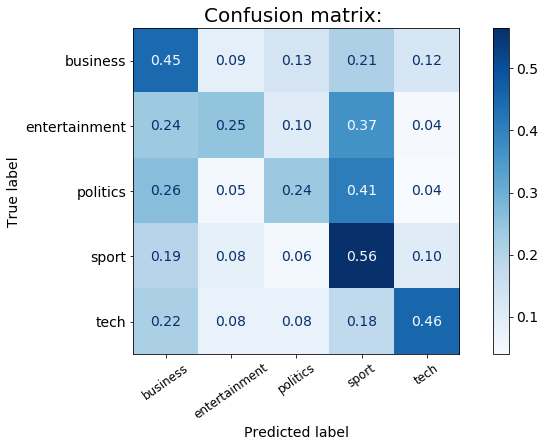 Confusion matrix:
business 0.45 0.09 0.13 0.21 0.12
entertainment 0.24 0.25 0.10 0.37 0.04
politics 0.26 0.05 0.24 0.41 0.04
sport 0.19 0.08 0.06 0.56 0.10
tech 0.22 0.08 0.08 0.18 0.46
True label
business entertainment politics sport tech
Predicted label
0.5
0.4
0.3
0.2
0.1